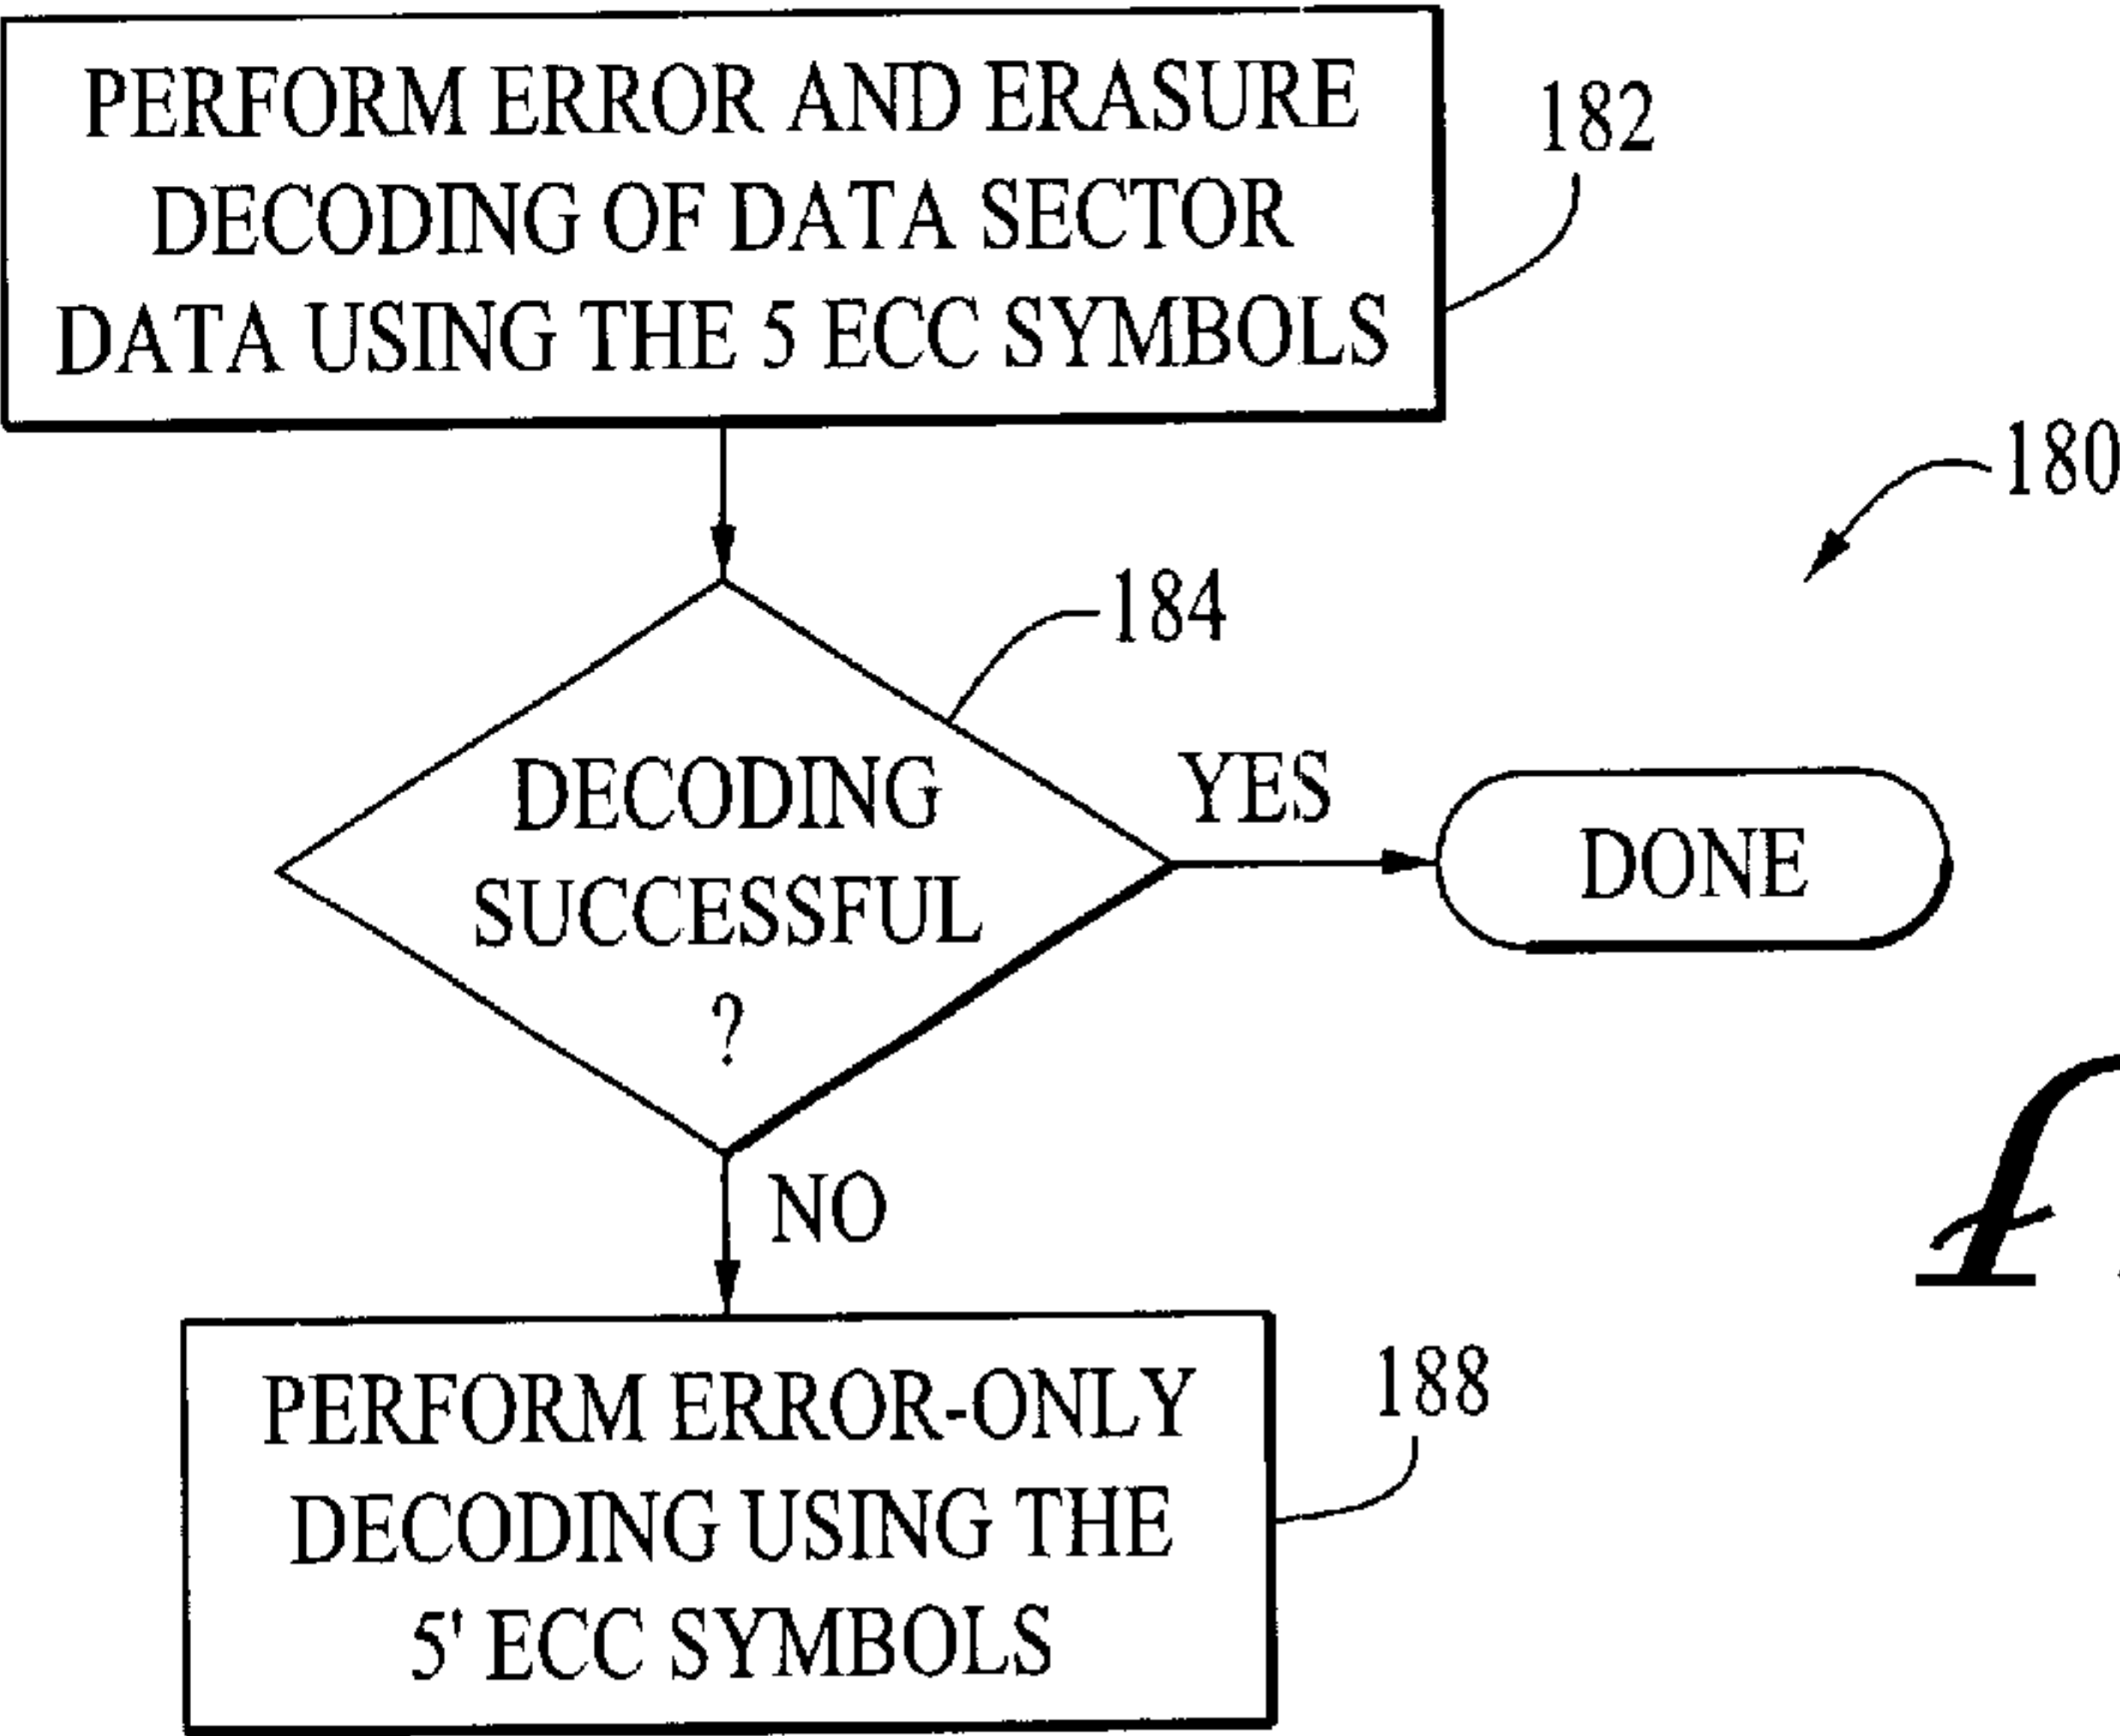 PERFORM ERROR AND ERASURE
DECODING OF DATA SECTOR
DATA USING THE 5 ECC SYMBOLS
182
180
184
DECODING
SUCCESSFUL
?
YES
DONE
NO
PERFORM ERROR-ONLY
DECODING USING THE
5' ECC SYMBOLS
188